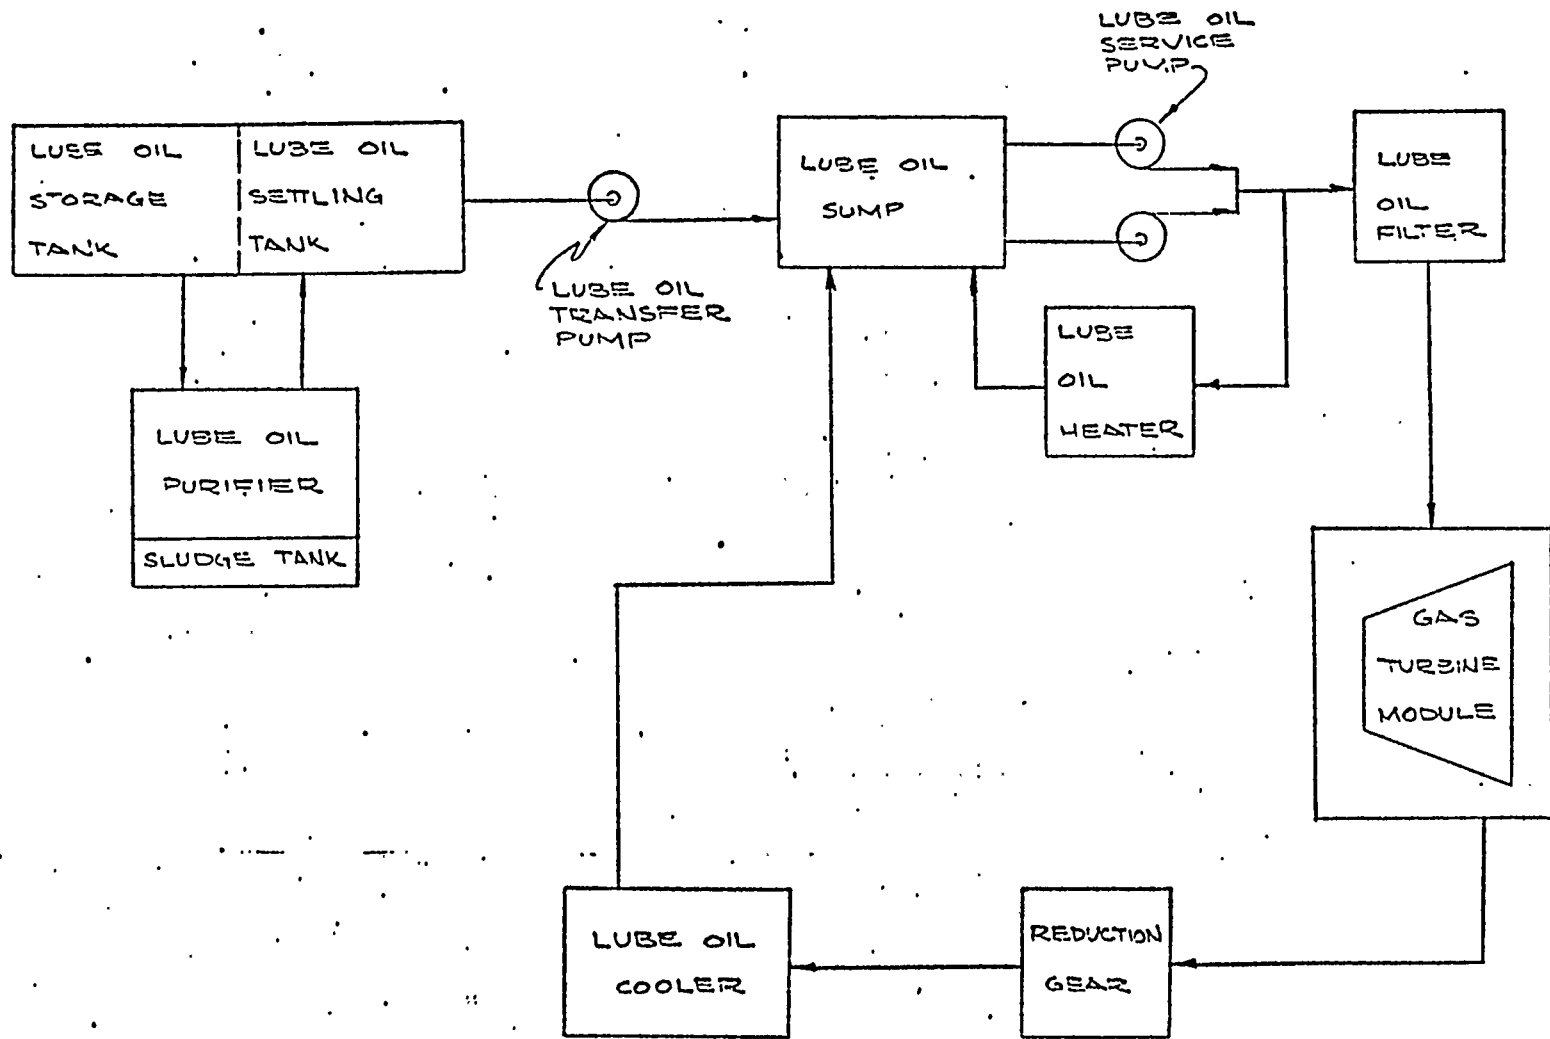 LUBE OIL
SERVICE
PUMP
LUBE OIL
STORAGE
TANK
LUBE OIL
SETTLING
TANK
LUBE OIL
TRANSFER
PUMP
LUBE OIL
SUMP
LUBE
OIL
FILTER
LUBE
OIL
HEATER
LUBE OIL
PURIFIER
SLUDGE TANK
GAS
TURBINE
MODULE
LUBE OIL
COOLER
REDUCTION
GEAR